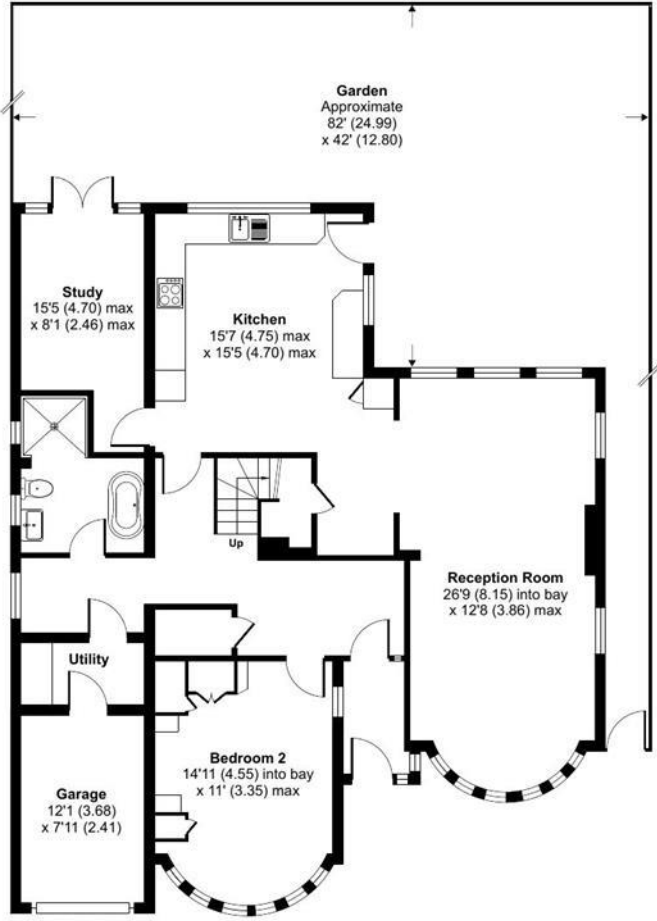 Garden
Approximate
82' (24.99)
x 42' (12.80)
Study
15'5 (4.70) max
x 8'1 (2.46) max
Kitchen
15'7 (4.75) max
x 15'5 (4.70) max
Up
Reception Room
26'9 (8.15) into bay
x 12'8 (3.86) max
Utility
Bedroom 2
14'11 (4.55) into bay
x 11' (3.35) max
Garage
12'1 (3.68)
x 7'11 (2.41)